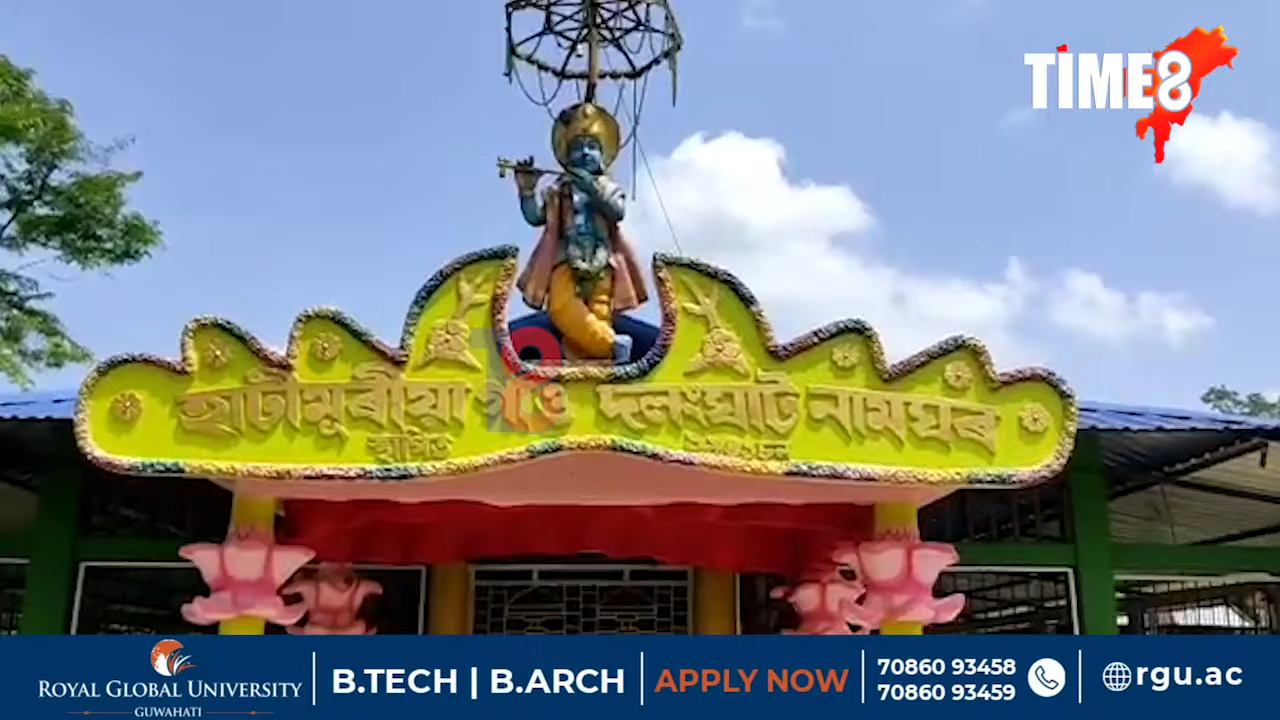 TIME8
হাটীমূৰীয়া গাঁও দলংঘাট নামঘৰ
স্থাপিত
ROYAL GLOBAL UNIVERSITY
GUWAHATI
B.TECH | B.ARCH
APPLY NOW
70860 93458
70860 93459
rgu.ac